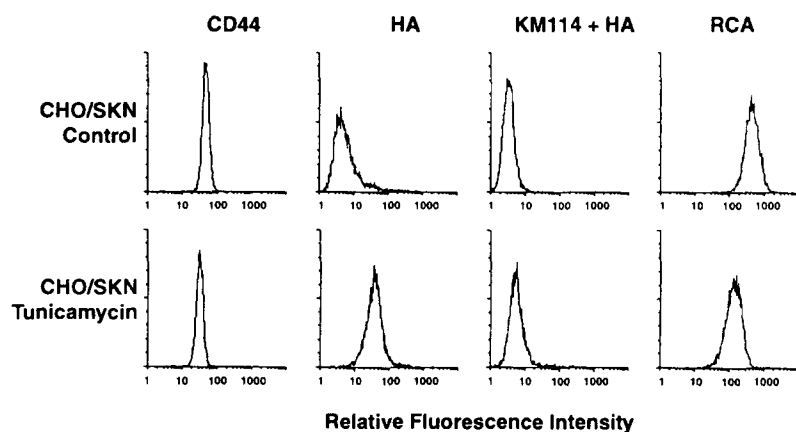 CD44 HA KM114 + HA RCA
CHO/SKN
Control
1 10 100 1000 1 10 100 1000 1 10 100 1000 1 10 100 1000
CHO/SKN
Tunicamycin
1 10 100 1000 1 10 100 1000 1 10 100 1000 1 10 100 1000
Relative Fluorescence Intensity